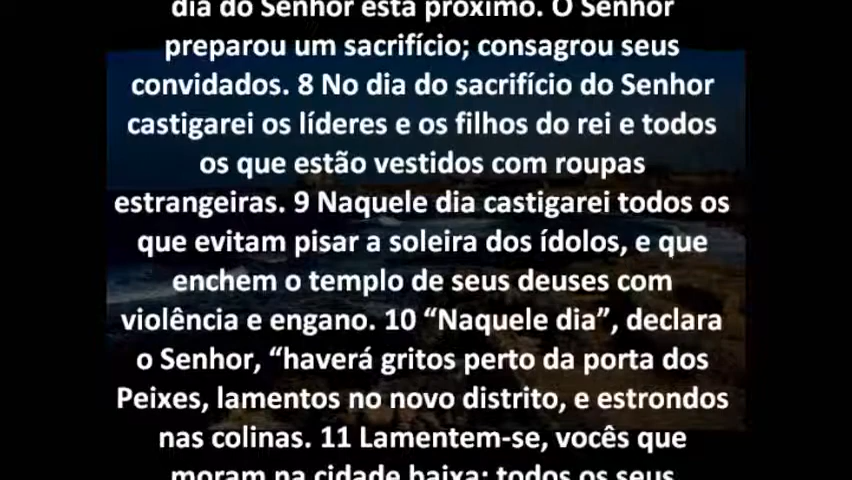 dia do Senhor está próximo. O Senhor
preparou um sacrifício; consagrou seus
convidados. 8 No dia do sacrifício do Senhor
castigarei os líderes e os filhos do rei e todos
os que estão vestidos com roupas
estrangeiras. 9 Naquele dia castigarei todos os
que evitam pisar a soleira dos ídolos, e que
enchem o templo de seus deuses com
violência e engano. 10 “Naquele dia”, declara
o Senhor, “haverá gritos perto da porta dos
Peixes, lamentos no novo distrito, e estrondos
nas colinas. 11 Lamentem-se, vocês que
moram na cidade baixa; todos os seus